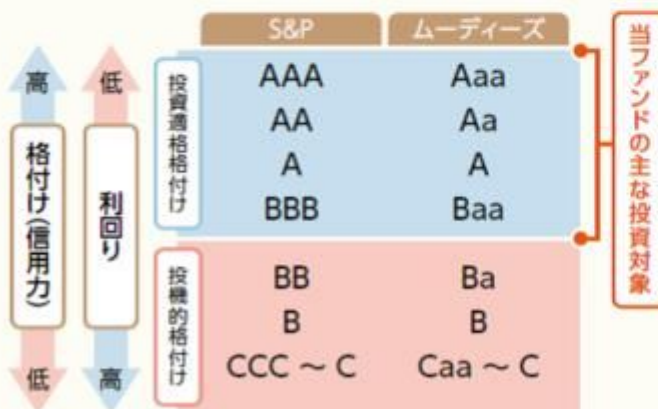 S&P ムーディーズ
高
低
格付け(信用力)
利回り
低
高
投資適格格付け
AAA Aaa
AA Aa
A A
BBB Baa
投機的格付け
BB Ba
B B
CCC ～ C Caa ～ C
当ファンドの主な投資対象